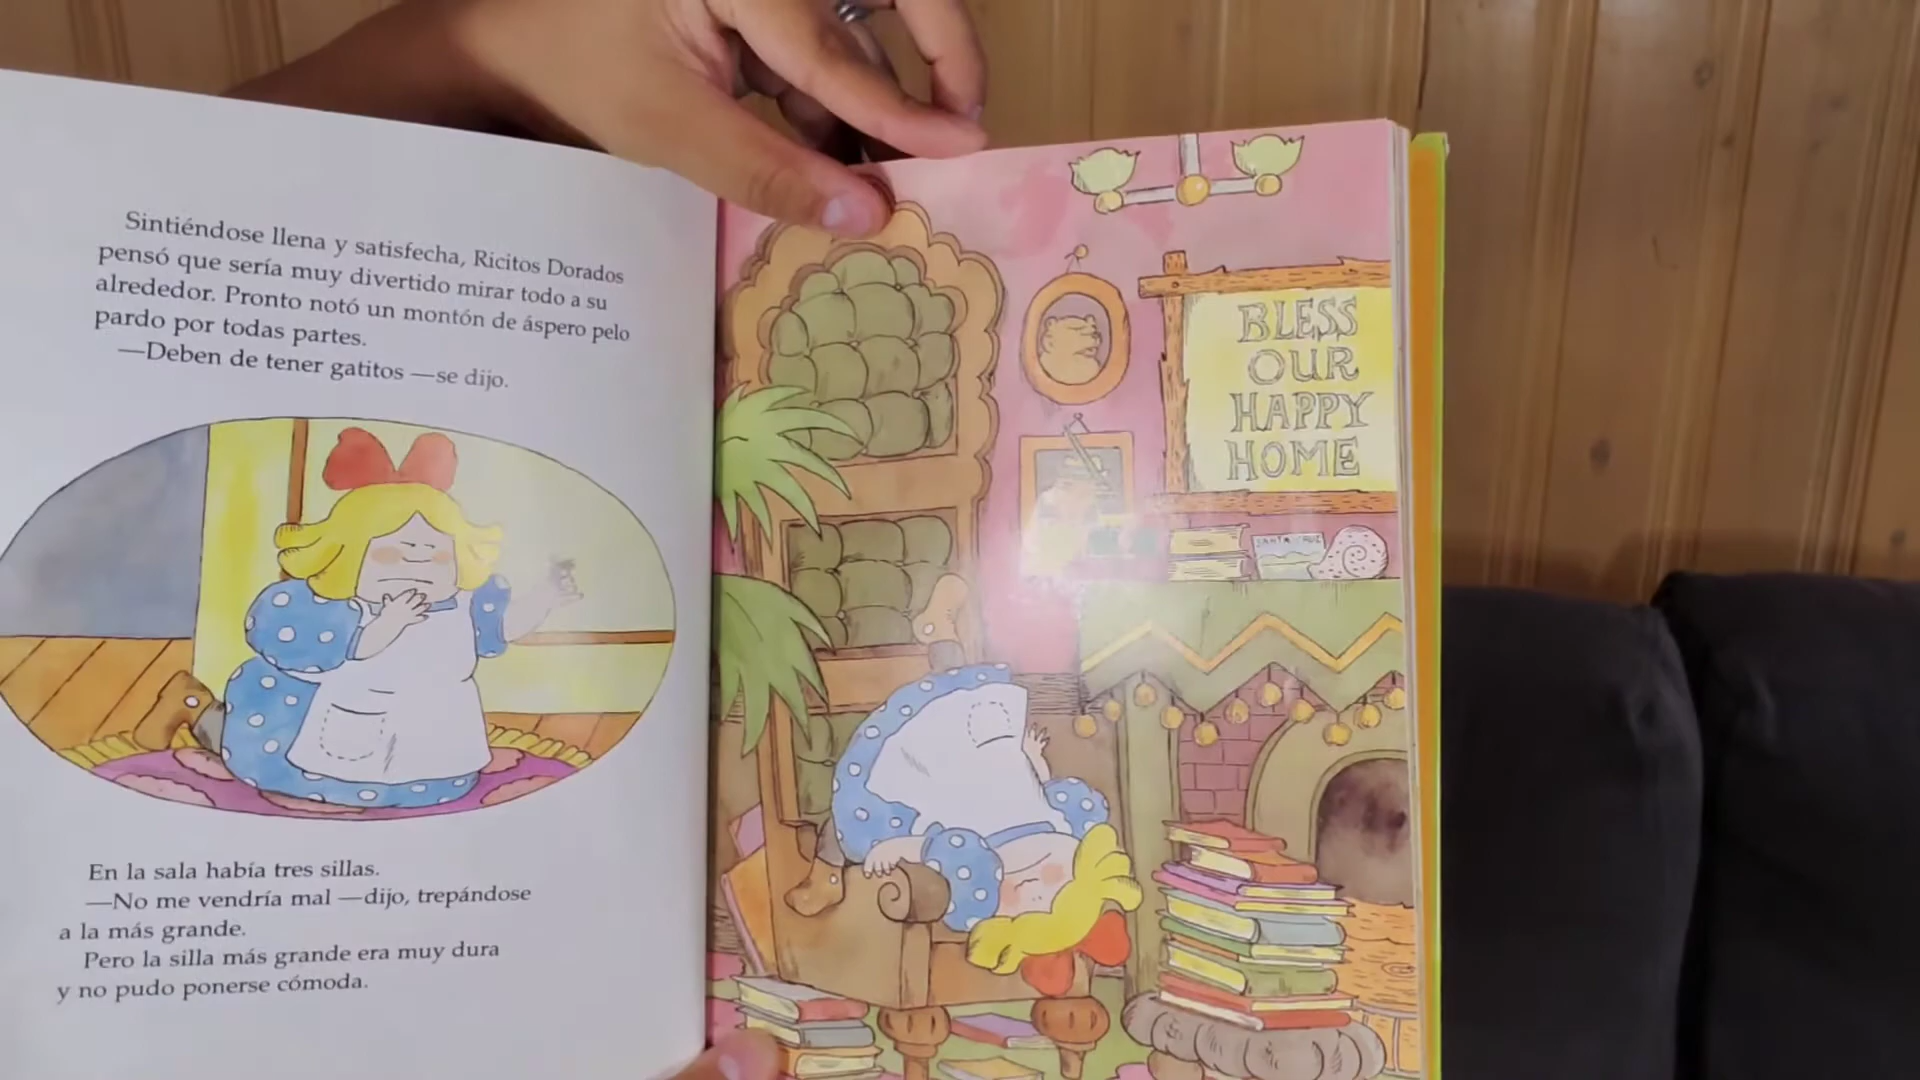 Sintiéndose llena y satisfecha, Ricitos Dorados
pensó que sería muy divertido mirar todo a su
alrededor. Pronto notó un montón de áspero pelo
pardo por todas partes.
—Deben de tener gatitos —se dijo.
En la sala había tres sillas.
—No me vendría mal —dijo, trepándose
a la más grande.
Pero la silla más grande era muy dura
y no pudo ponerse cómoda.
BLESS
OUR
HAPPY
HOME
SANTA CRUZ